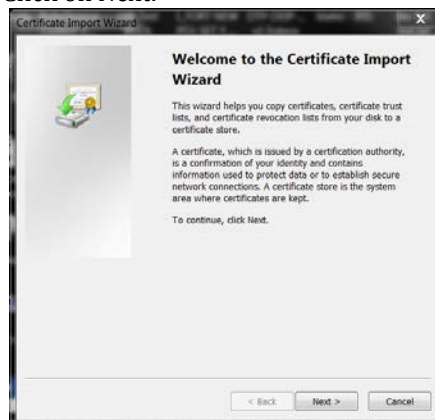 Click on Next.
Certificate Import Wizard
X
Welcome to the Certificate Import
Wizard
This wizard helps you copy certificates, certificate trust
lists, and certificate revocation lists from your disk to a
certificate store.
A certificate, which is issued by a certification authority,
is a confirmation of your identity and contains
information used to protect data or to establish secure
network connections. A certificate store is the system
area where certificates are kept.
To continue, click Next.
< Back Next > Cancel